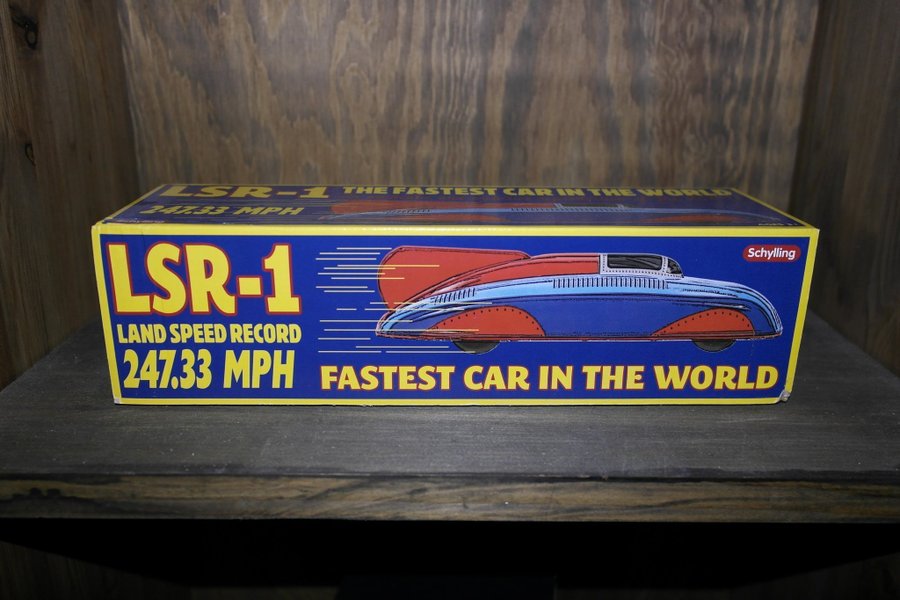 LSR-1 THE FASTEST CAR IN THE WORLD
247.33 MPH
LSR-1
LAND SPEED RECORD
247.33 MPH
Schylling
FASTEST CAR IN THE WORLD